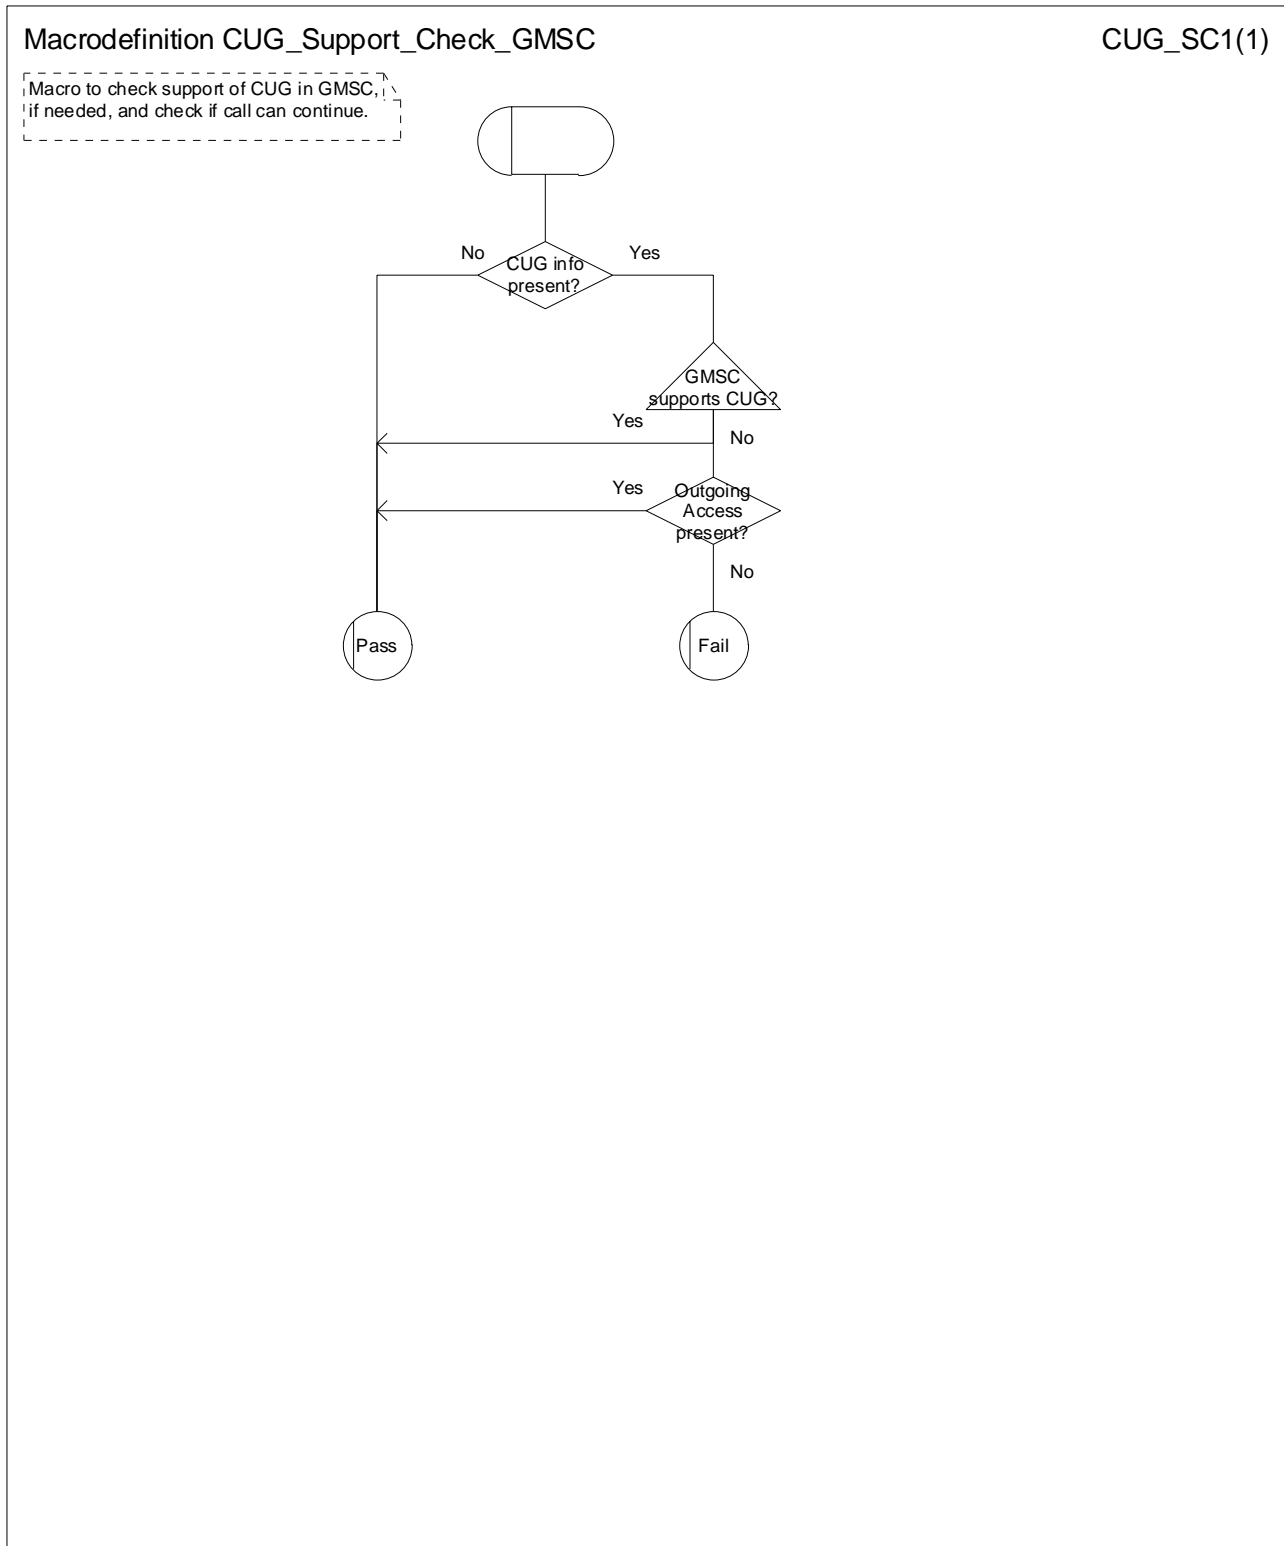 Macrodefinition CUG_Support_Check_GMSC
CUG_SC1(1)
Macro to check support of CUG in GMSC,
if needed, and check if call can continue.
No
Yes
CUG info
present?
GMSC
supports CUG?
Yes
No
Yes
Outgoing
Access
present?
No
Pass
Fail